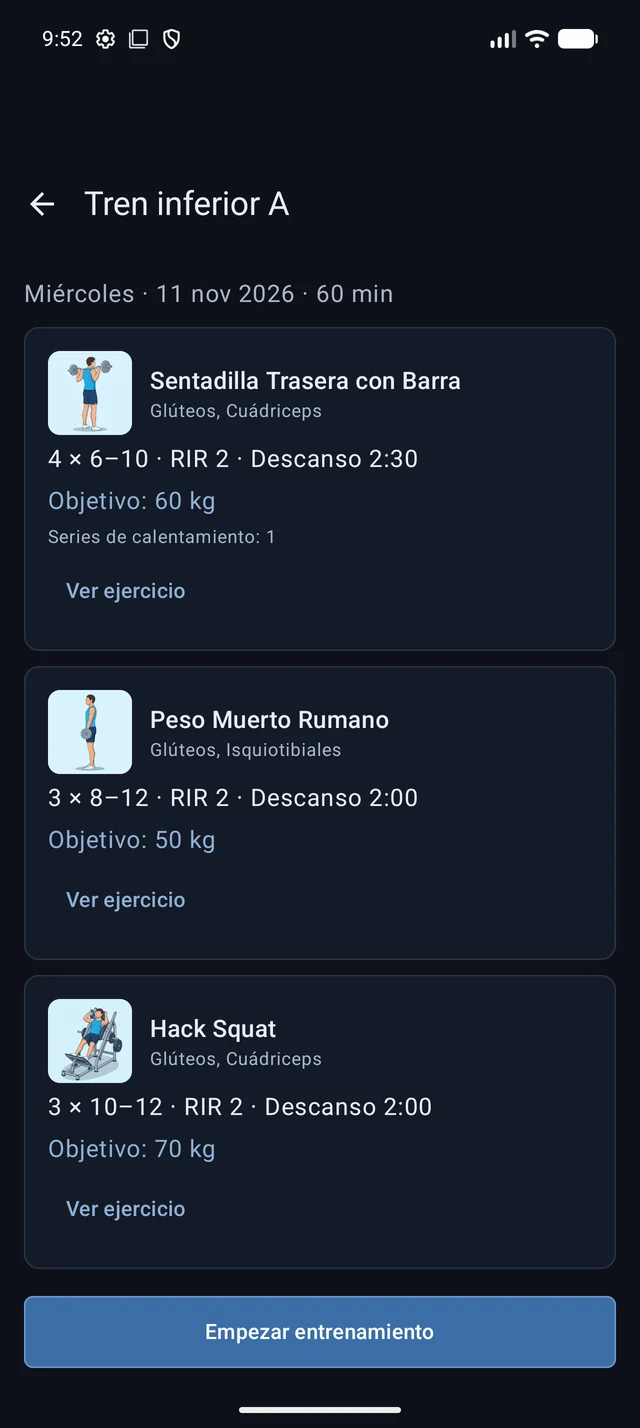 9:52
Tren inferior A
Miércoles · 11 nov 2026 · 60 min
Sentadilla Trasera con Barra
Glúteos, Cuádriceps
4 × 6–10 · RIR 2 · Descanso 2:30
Objetivo: 60 kg
Series de calentamiento: 1
Ver ejercicio
Peso Muerto Rumano
Glúteos, Isquiotibiales
3 × 8–12 · RIR 2 · Descanso 2:00
Objetivo: 50 kg
Ver ejercicio
Hack Squat
Glúteos, Cuádriceps
3 × 10–12 · RIR 2 · Descanso 2:00
Objetivo: 70 kg
Ver ejercicio
Empezar entrenamiento